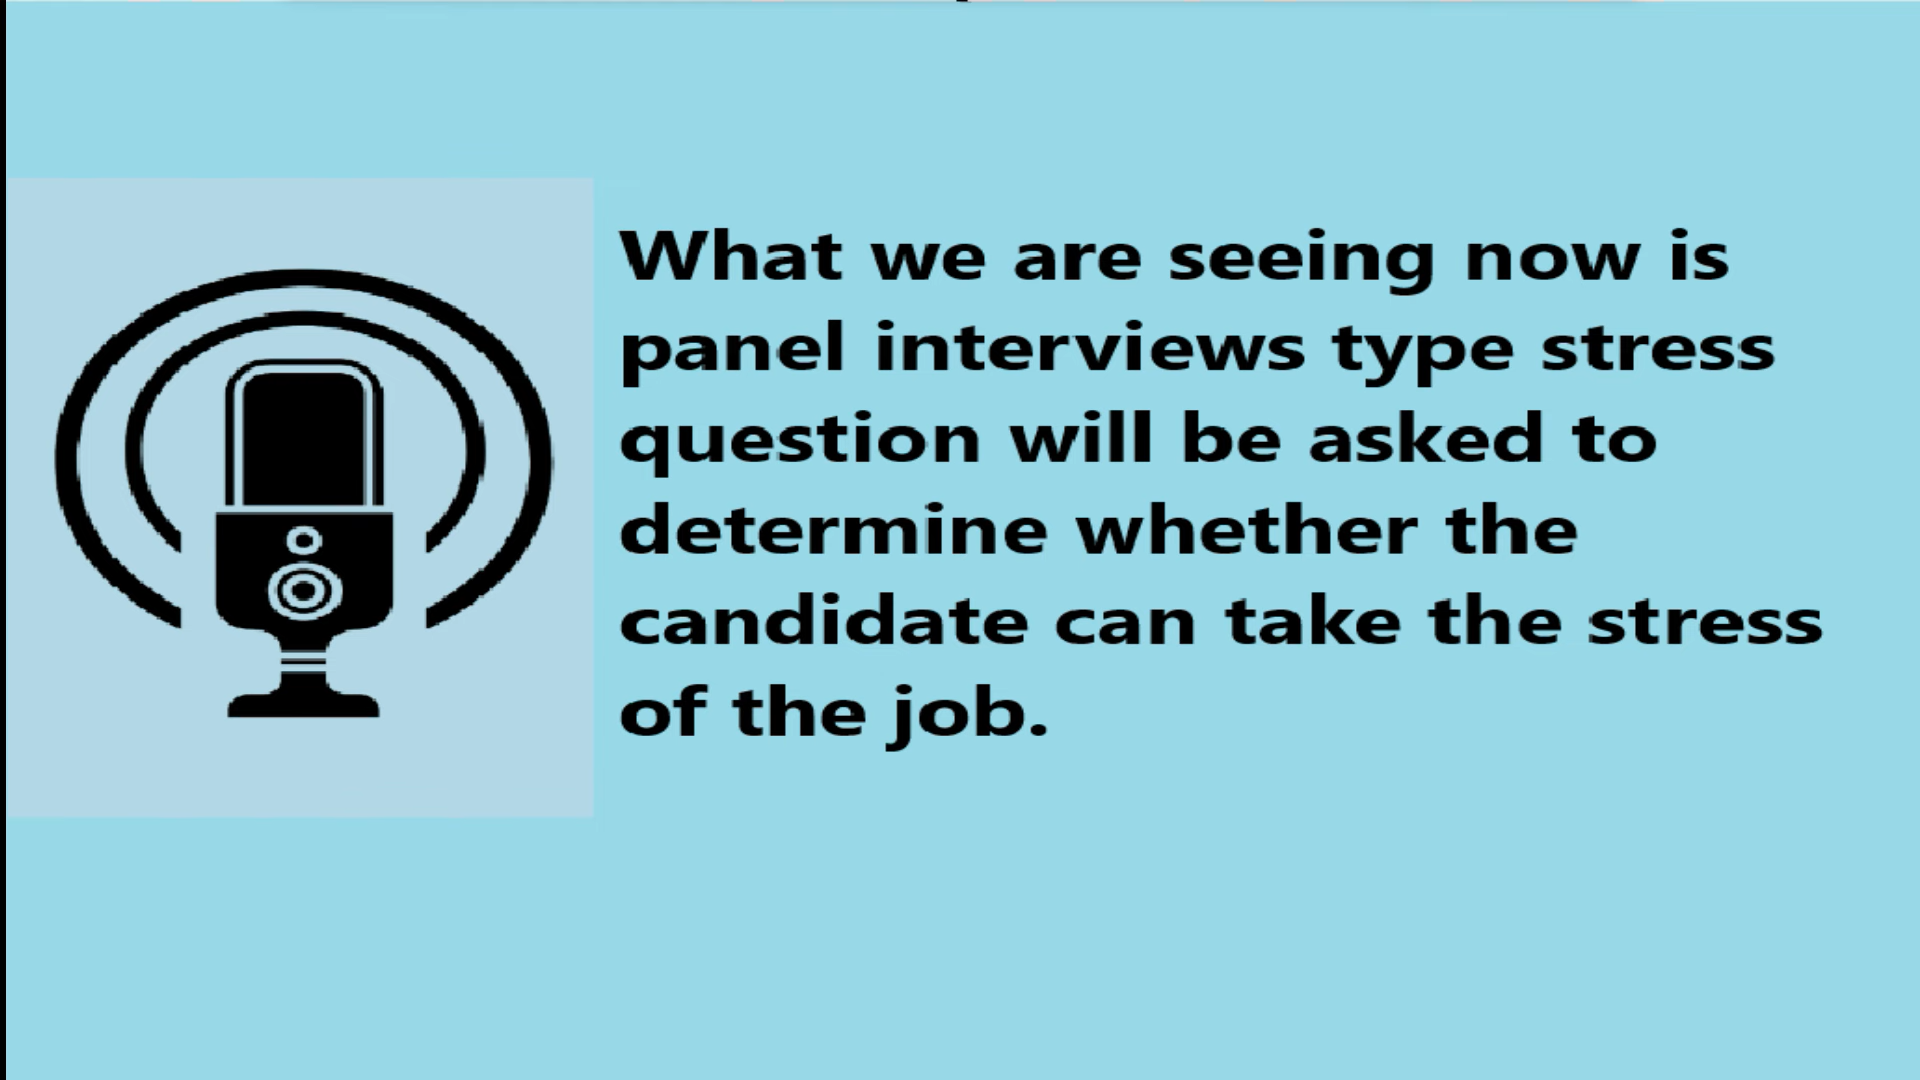 What we are seeing now is
panel interviews type stress
question will be asked to
determine whether the
candidate can take the stress
of the job.